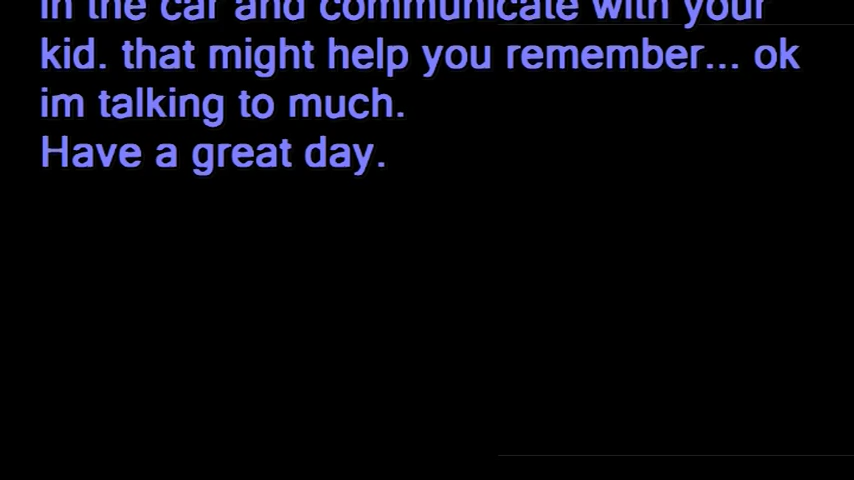 in the car and communicate with your
kid. that might help you remember... ok
im talking to much.
Have a great day.